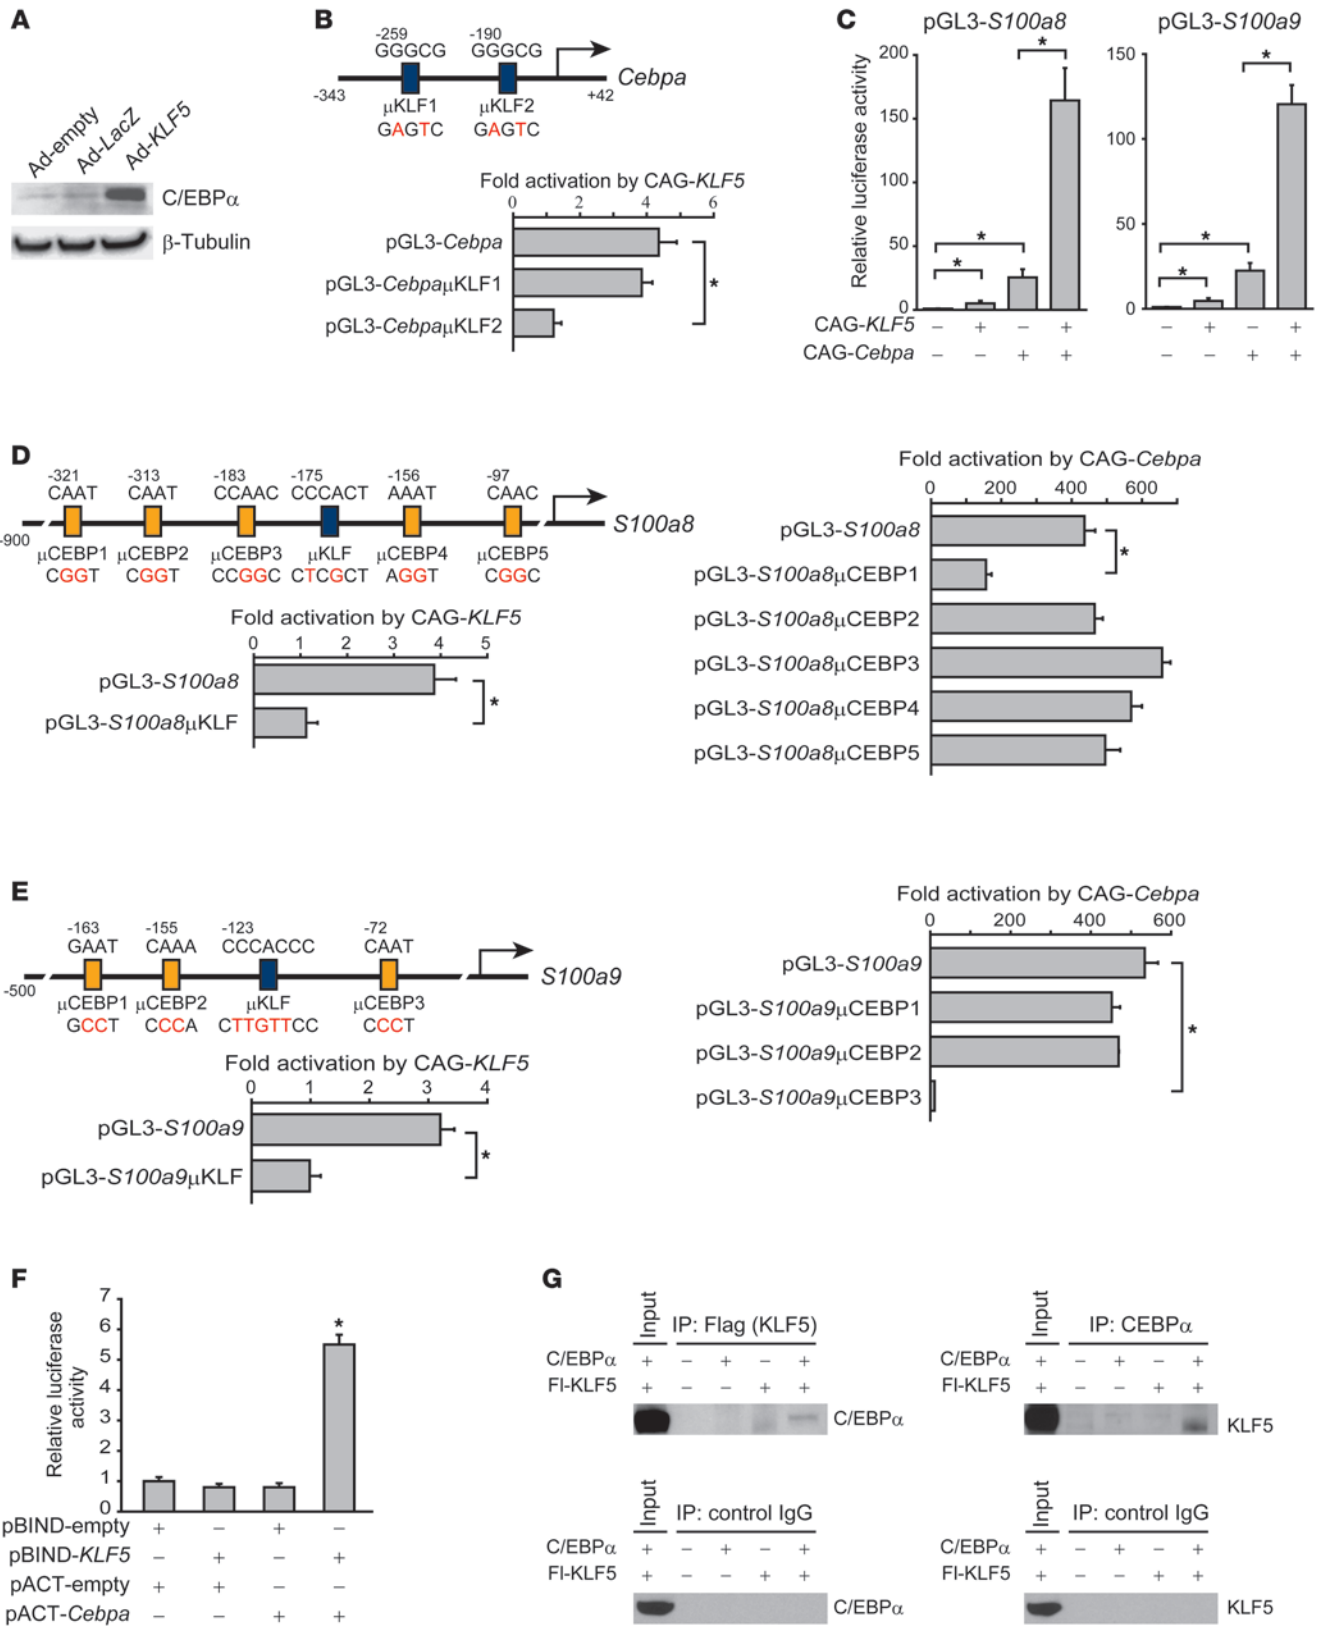 A
Ad-empty
Ad-LacZ
Ad-KLF5
C/EBPα
β-Tubulin
B
-259 -190
GGGCG GGGCG
Cebpa
-343 +42
μKLF1 μKLF2
GAGTC GAGTC
Fold activation by CAG-KLF5
0 2 4 6
pGL3-Cebpa
pGL3-CebpaμKLF1
pGL3-CebpaμKLF2
*
C
pGL3-S100a8
Relative luciferase activity
200
150
100
50
0
* * *
pGL3-S100a9
150
100
50
0
* * *
CAG-KLF5 – + – + – + – +
CAG-Cebpa – – + + – – + +
D
-321 -313 -183 -175 -156 -97
CAAT CAAT CCAAC CCCACT AAAT CAAC
S100a8
-900
μCEBP1 μCEBP2 μCEBP3 μKLF μCEBP4 μCEBP5
CGGT CGGT CCGGC CTCGCT AGGT CGGC
Fold activation by CAG-KLF5
0 1 2 3 4 5
pGL3-S100a8
pGL3-S100a8μKLF
*
Fold activation by CAG-Cebpa
0 200 400 600
pGL3-S100a8
pGL3-S100a8μCEBP1
pGL3-S100a8μCEBP2
pGL3-S100a8μCEBP3
pGL3-S100a8μCEBP4
pGL3-S100a8μCEBP5
*
E
-163 -155 -123 -72
GAAT CAAA CCCACCC CAAT
S100a9
-500
μCEBP1 μCEBP2 μKLF μCEBP3
GCCT CCCA CTTGTTCC CCCT
Fold activation by CAG-KLF5
0 1 2 3 4
pGL3-S100a9
pGL3-S100a9μKLF
*
Fold activation by CAG-Cebpa
0 200 400 600
pGL3-S100a9
pGL3-S100a9μCEBP1
pGL3-S100a9μCEBP2
pGL3-S100a9μCEBP3
*
F
Relative luciferase
activity
7
6
5
4
3
2
1
0
*
pBIND-empty + – + –
pBIND-KLF5 – + – +
pACT-empty + + – –
pACT-Cebpa – – + +
G
Input IP: Flag (KLF5)
C/EBPα + – + – +
Fl-KLF5 + – – + +
C/EBPα
Input IP: CEBPα
C/EBPα + – + – +
Fl-KLF5 + – – + +
KLF5
Input IP: control IgG
C/EBPα + – + – +
Fl-KLF5 + – – + +
C/EBPα
Input IP: control IgG
C/EBPα + – + – +
Fl-KLF5 + – – + +
KLF5